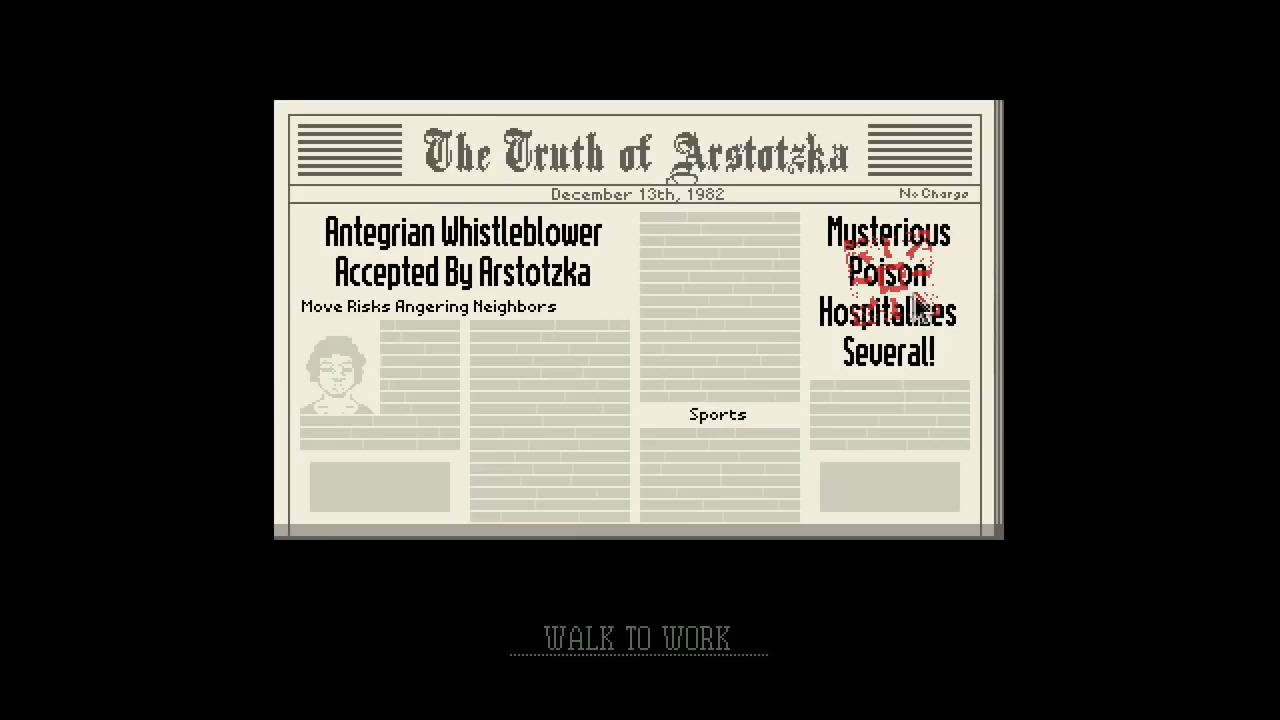 The Truth of Arstotzka
December 13th, 1982
No Charge
Antegrian Whistleblower
Accepted By Arstotzka
Move Risks Angering Neighbors
Sports
Mysterious
Poison
Hospitalizes
Several!
WALK TO WORK